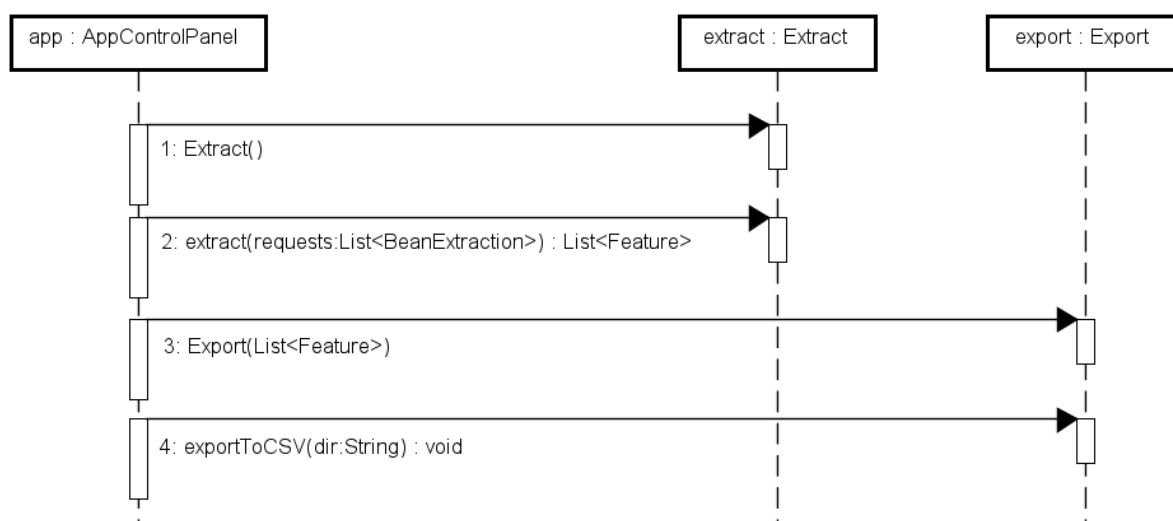 app : AppControlPanel
extract : Extract
export : Export
1: Extract()
2: extract(requests:List<BeanExtraction>) : List<Feature>
3: Export(List<Feature>)
4: exportToCSV(dir:String) : void